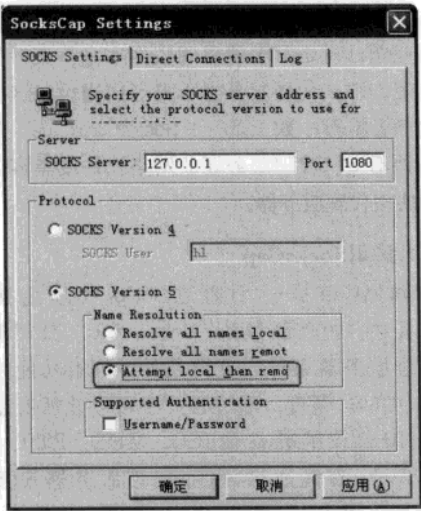 SocksCap Settings
SOCKS Settings Direct Connections Log
Specify your SOCKS server address and
select the protocol version to use for
Server
SOCKS Server: 127.0.0.1 Port 1080
Protocol
SOCKS Version 4
SOCKS User hl
SOCKS Version 5
Name Resolution
Resolve all names local
Resolve all names remot
Attempt local then remo
Supported Authentication
Username/Password
确定 取消 应用(A)